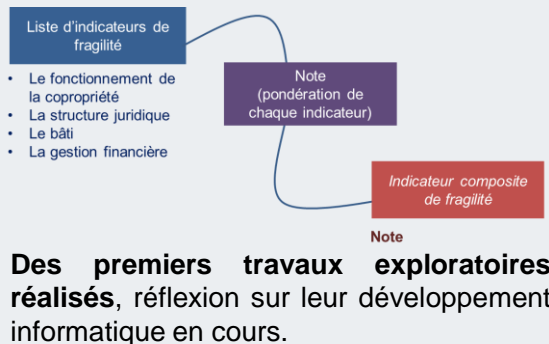 Liste d'indicateurs de
fragilité
• Le fonctionnement de
la copropriété
• La structure juridique
• Le bâti
• La gestion financière
Note
(pondération de
chaque indicateur)
Indicateur composite
de fragilité
Note
Des premiers travaux exploratoires
réalisés, réflexion sur leur développement
informatique en cours.